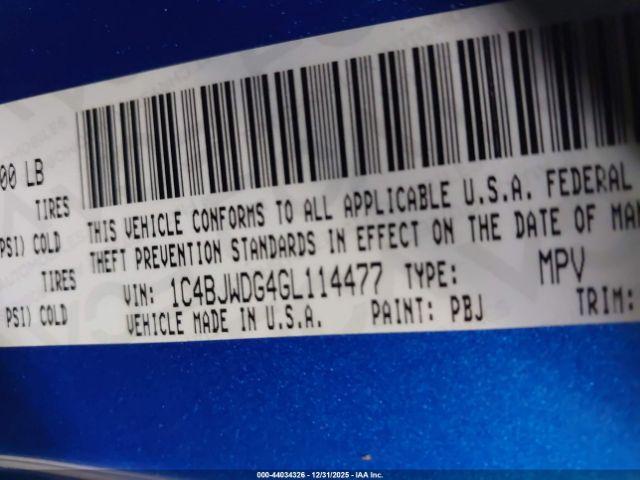 00 LB
TIRES
PSI) COLD
TIRES
PSI) COLD
THIS VEHICLE CONFORMS TO ALL APPLICABLE U.S.A. FEDERAL
THEFT PREVENTION STANDARDS IN EFFECT ON THE DATE OF MAN
VIN: 1C4BJWDG4GL114477 TYPE: MPV
VEHICLE MADE IN U.S.A. PAINT: PBJ TRIM:
000-44034326 - 12/31/2025 - IAA Inc.